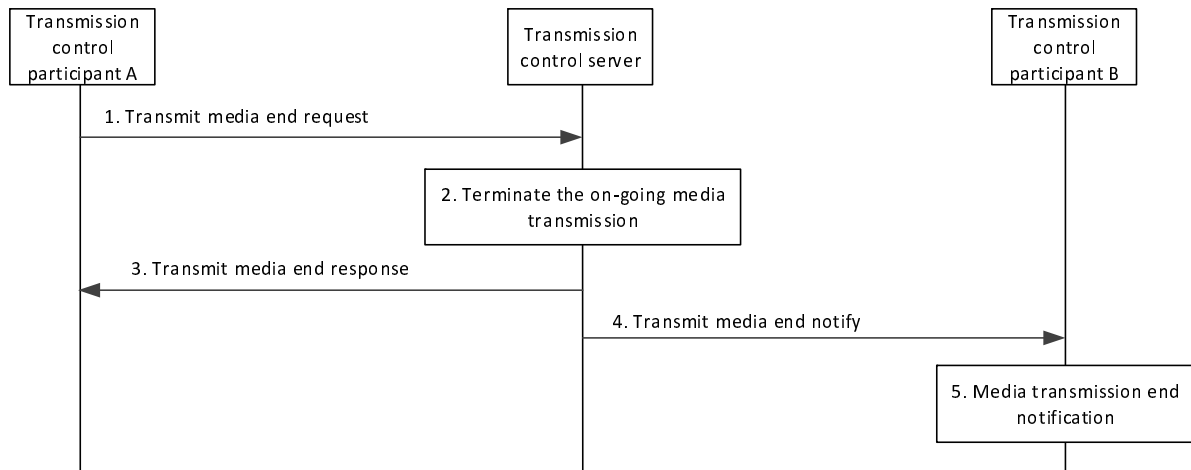 Transmission
control
participant A
Transmission
control server
Transmission
control
participant B
1. Transmit media end request
2. Terminate the on-going media
transmission
3. Transmit media end response
4. Transmit media end notify
5. Media transmission end
notification